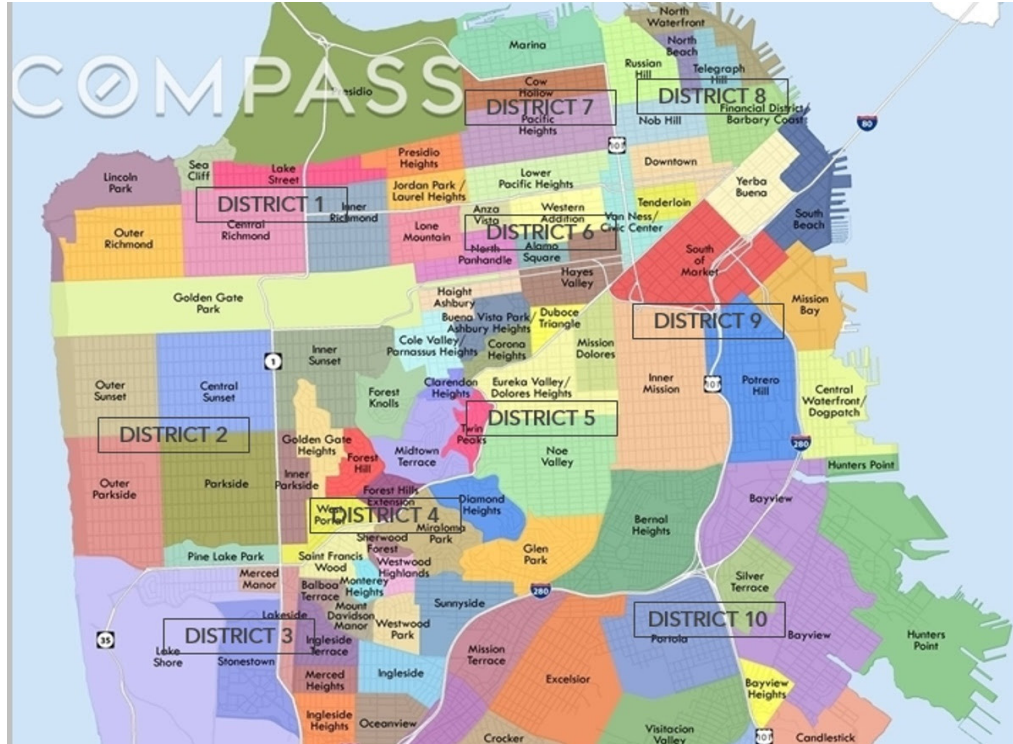 North
Waterfront
Marina
North
Beach
Russian
Hill
Telegraph
Hill
COMPASS
Presidio
Cow
Hollow
DISTRICT 7
DISTRICT 8
Pacific
Heights
Nob Hill
Financial District/
Barbary Coast
80
101
Sea
Cliff
Lake
Street
Presidio
Heights
Downtown
Lincoln
Park
Lower
Pacific Heights
Yerba
Buena
Jordan Park /
Laurel Heights
DISTRICT 1
Inner
Richmond
Central
Richmond
Anza
Vista
Western
Addition
Tenderloin
Van Ness/
Civic Center
South
Beach
Outer
Richmond
Lone
Mountain
DISTRICT 6
North
Panhandle
Alamo
Square
South
of
Market
Hayes
Valley
Golden Gate
Park
Haight
Ashbury
Mission
Bay
Buena Vista Park/
Ashbury Heights
Duboce
Triangle
DISTRICT 9
Cole Valley/
Parnassus Heights
Corona
Heights
Mission
Dolores
Inner
Sunset
1
Outer
Sunset
Central
Sunset
Forest
Knolls
Clarendon
Heights
Eureka Valley/
Dolores Heights
Inner
Mission
101
Potrero
Hill
Central
Waterfront/
Dogpatch
DISTRICT 2
DISTRICT 5
Twin
Peaks
Golden Gate
Heights
Midtown
Terrace
Noe
Valley
280
Forest
Hill
Hunters Point
Outer
Parkside
Parkside
Inner
Parkside
Forest Hills
Extension
Diamond
Heights
Bayview
West
Portal
DISTRICT 4
Miraloma
Park
Bernal
Heights
Sherwood
Forest
Pine Lake Park
Saint Francis
Wood
Westwood
Highlands
Glen
Park
Merced
Manor
Balboa
Terrace
Monterey
Heights
280
Silver
Terrace
Sunnyside
Lakeside
Mount
Davidson
Manor
Westwood
Park
DISTRICT 10
Portola
Bayview
Hunters
Point
35
DISTRICT 3
Lake
Shore
Stonestown
Ingleside
Terrace
Mission
Terrace
Merced
Heights
Ingleside
Excelsior
Bayview
Heights
Ingleside
Heights
Oceanview
Crocker
Visitacion
Valley
101
Candlestick